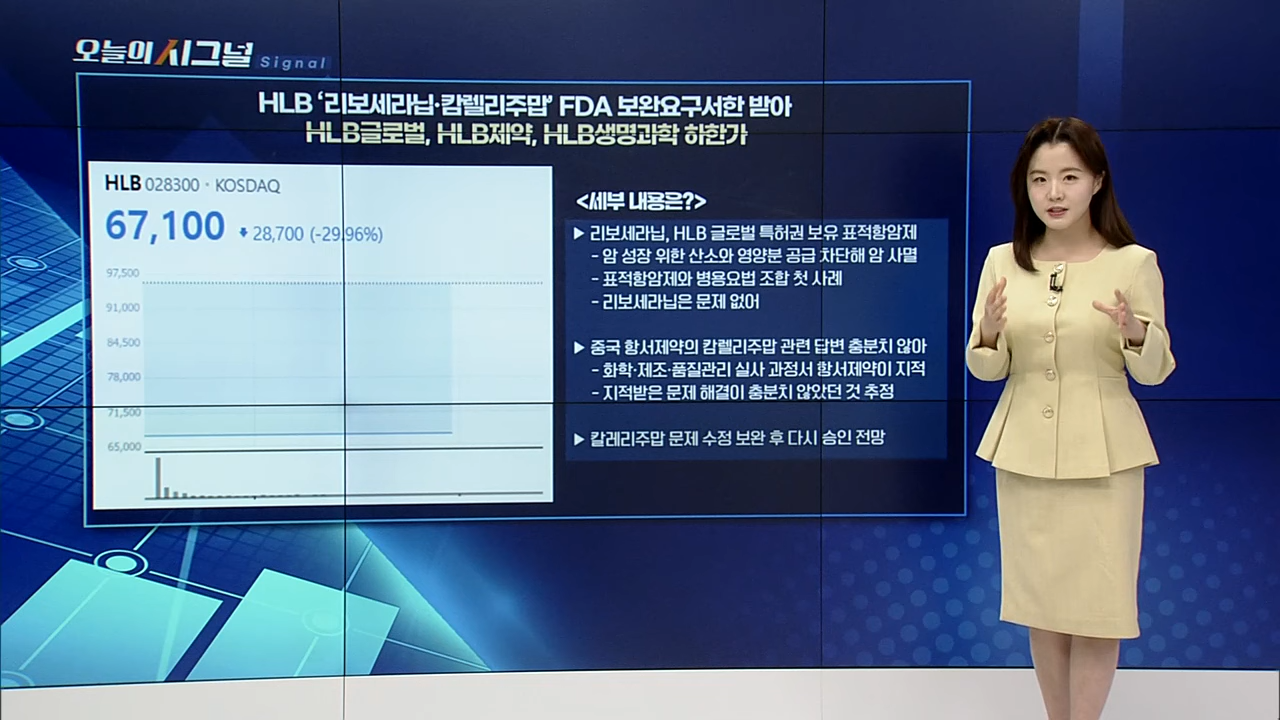 오늘의 시그널 Signal
HLB ‘리보세라닙·캄렐리주맙’ FDA 보완요구서한 받아
HLB글로벌, HLB제약, HLB생명과학 하한가
HLB 028300 · KOSDAQ
67,100 ⬇ 28,700 (-29.96%)
97,500
91,000
84,500
78,000
71,500
65,000
<세부 내용은?>
▶ 리보세라닙, HLB 글로벌 특허권 보유 표적항암제
- 암 성장 위한 산소와 영양분 공급 차단해 암 사멸
- 표적항암제와 병용요법 조합 첫 사례
- 리보세라닙은 문제 없어
▶ 중국 항서제약의 캄렐리주맙 관련 답변 충분치 않아
- 화학·제조·품질관리 실사 과정서 항서제약이 지적
- 지적받은 문제 해결이 충분치 않았던 것 추정
▶ 칼레리주맙 문제 수정 보완 후 다시 승인 전망